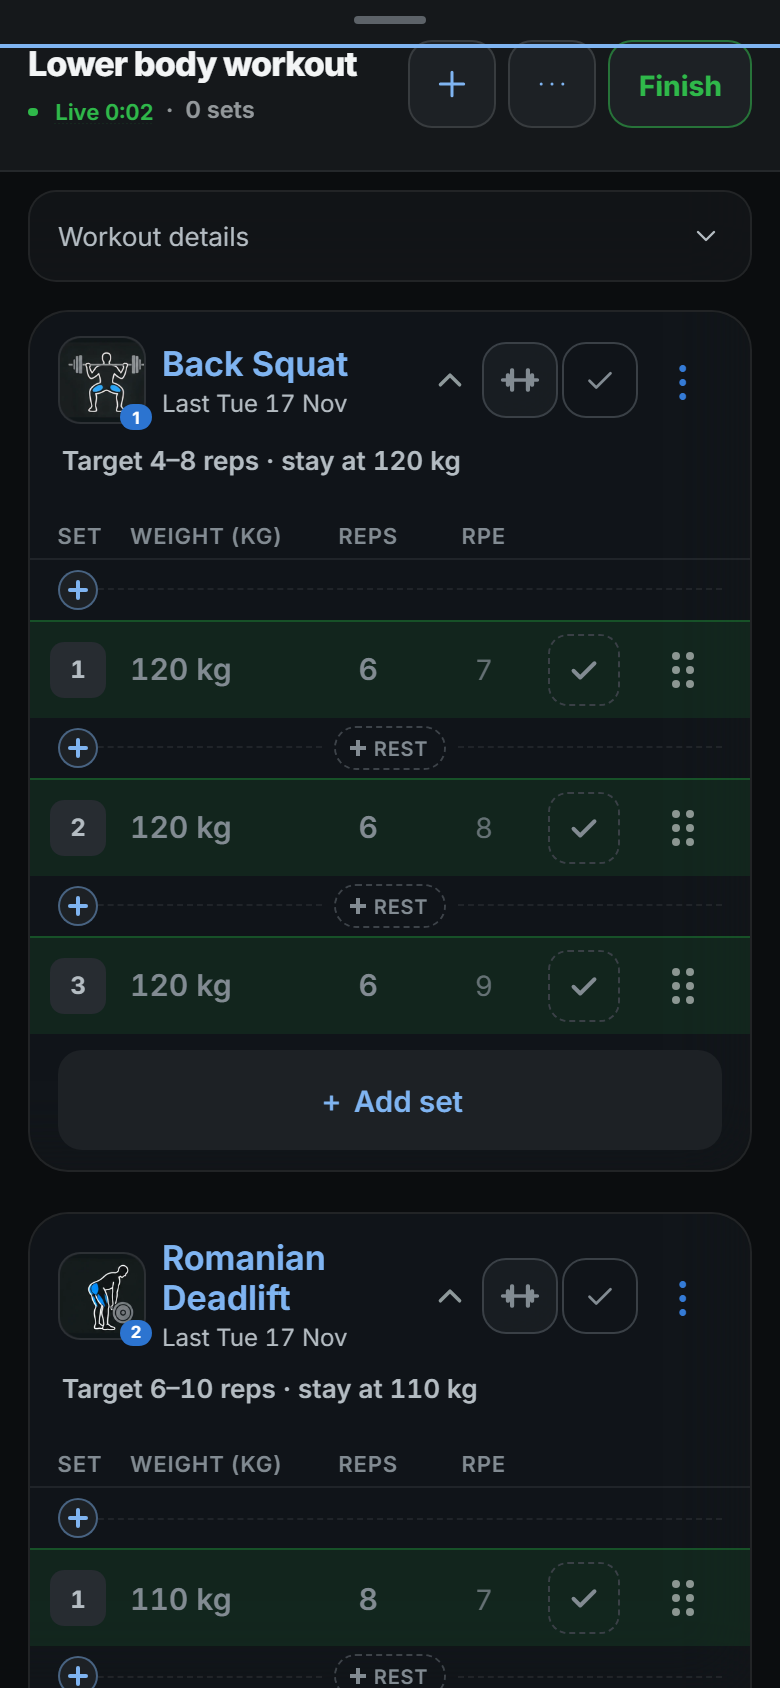 Lower body workout
Live 0:02 · 0 sets
+ ... Finish
Workout details
Back Squat
Last Tue 17 Nov
1
Target 4–8 reps · stay at 120 kg
SET WEIGHT (KG) REPS RPE
+
1 120 kg 6 7
+ + REST
2 120 kg 6 8
+ + REST
3 120 kg 6 9
+ Add set
Romanian
Deadlift
Last Tue 17 Nov
2
Target 6–10 reps · stay at 110 kg
SET WEIGHT (KG) REPS RPE
+
1 110 kg 8 7
+ + REST